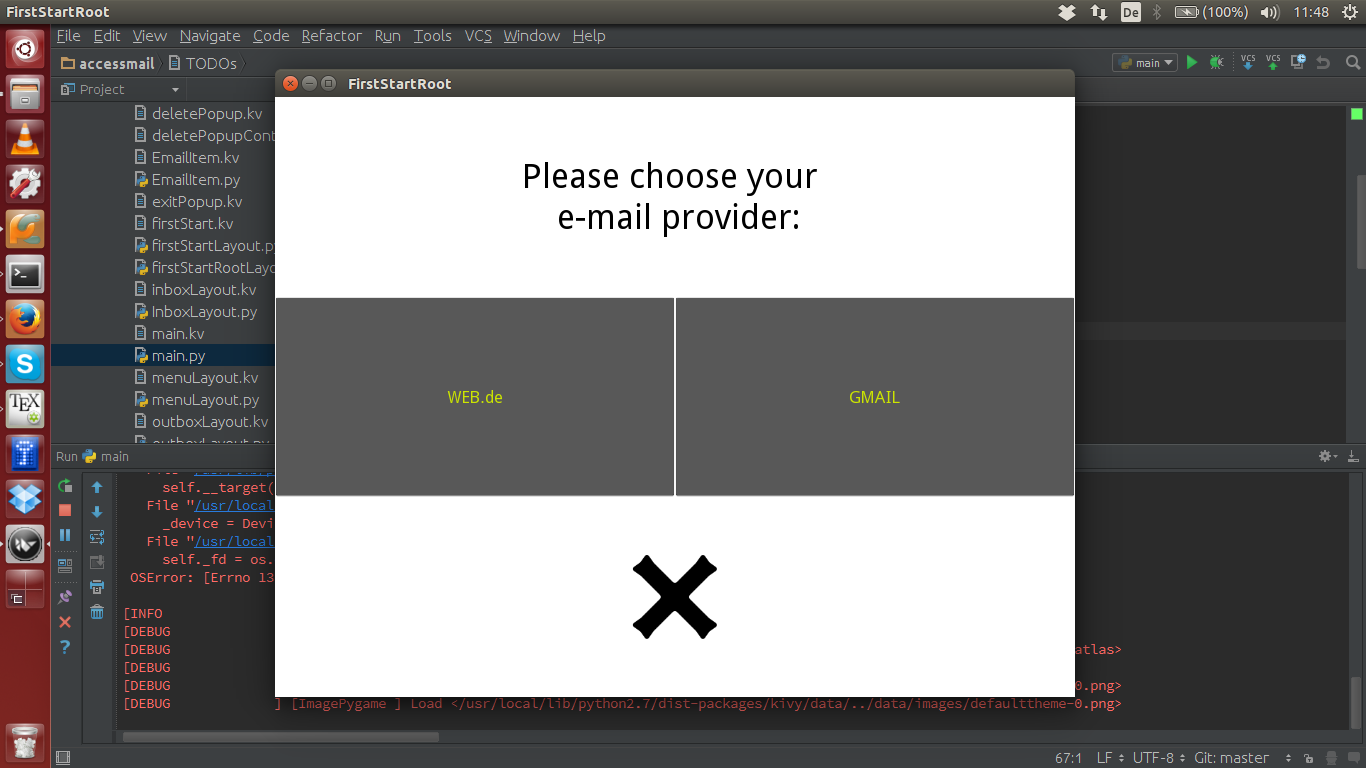 FirstStartRoot
De
(100%)
11:48
File Edit View Navigate Code Refactor Run Tools VCS Window Help
accessmail
TODOs
main
VCS
VCS
Project
deletePopup.kv
deletePopupCont
EmailItem.kv
EmailItem.py
exitPopup.kv
firstStart.kv
firstStartLayout.py
firstStartRootLayo
inboxLayout.kv
InboxLayout.py
main.kv
main.py
menuLayout.kv
menuLayout.py
outboxLayout.kv
FirstStartRoot
Please choose your
e-mail provider:
WEB.de
GMAIL
Run main
self.__target(
File "/usr/local
_device = Devi
File "/usr/local
self._fd = os.
OSError: [Errno 13
[INFO
[DEBUG
[DEBUG atlas>
[DEBUG
[DEBUG 0.png>
[DEBUG ] [ImagePygame ] Load </usr/local/lib/python2.7/dist-packages/kivy/data/../data/images/defaulttheme-0.png>
67:1 LF UTF-8 Git: master
TEX
S